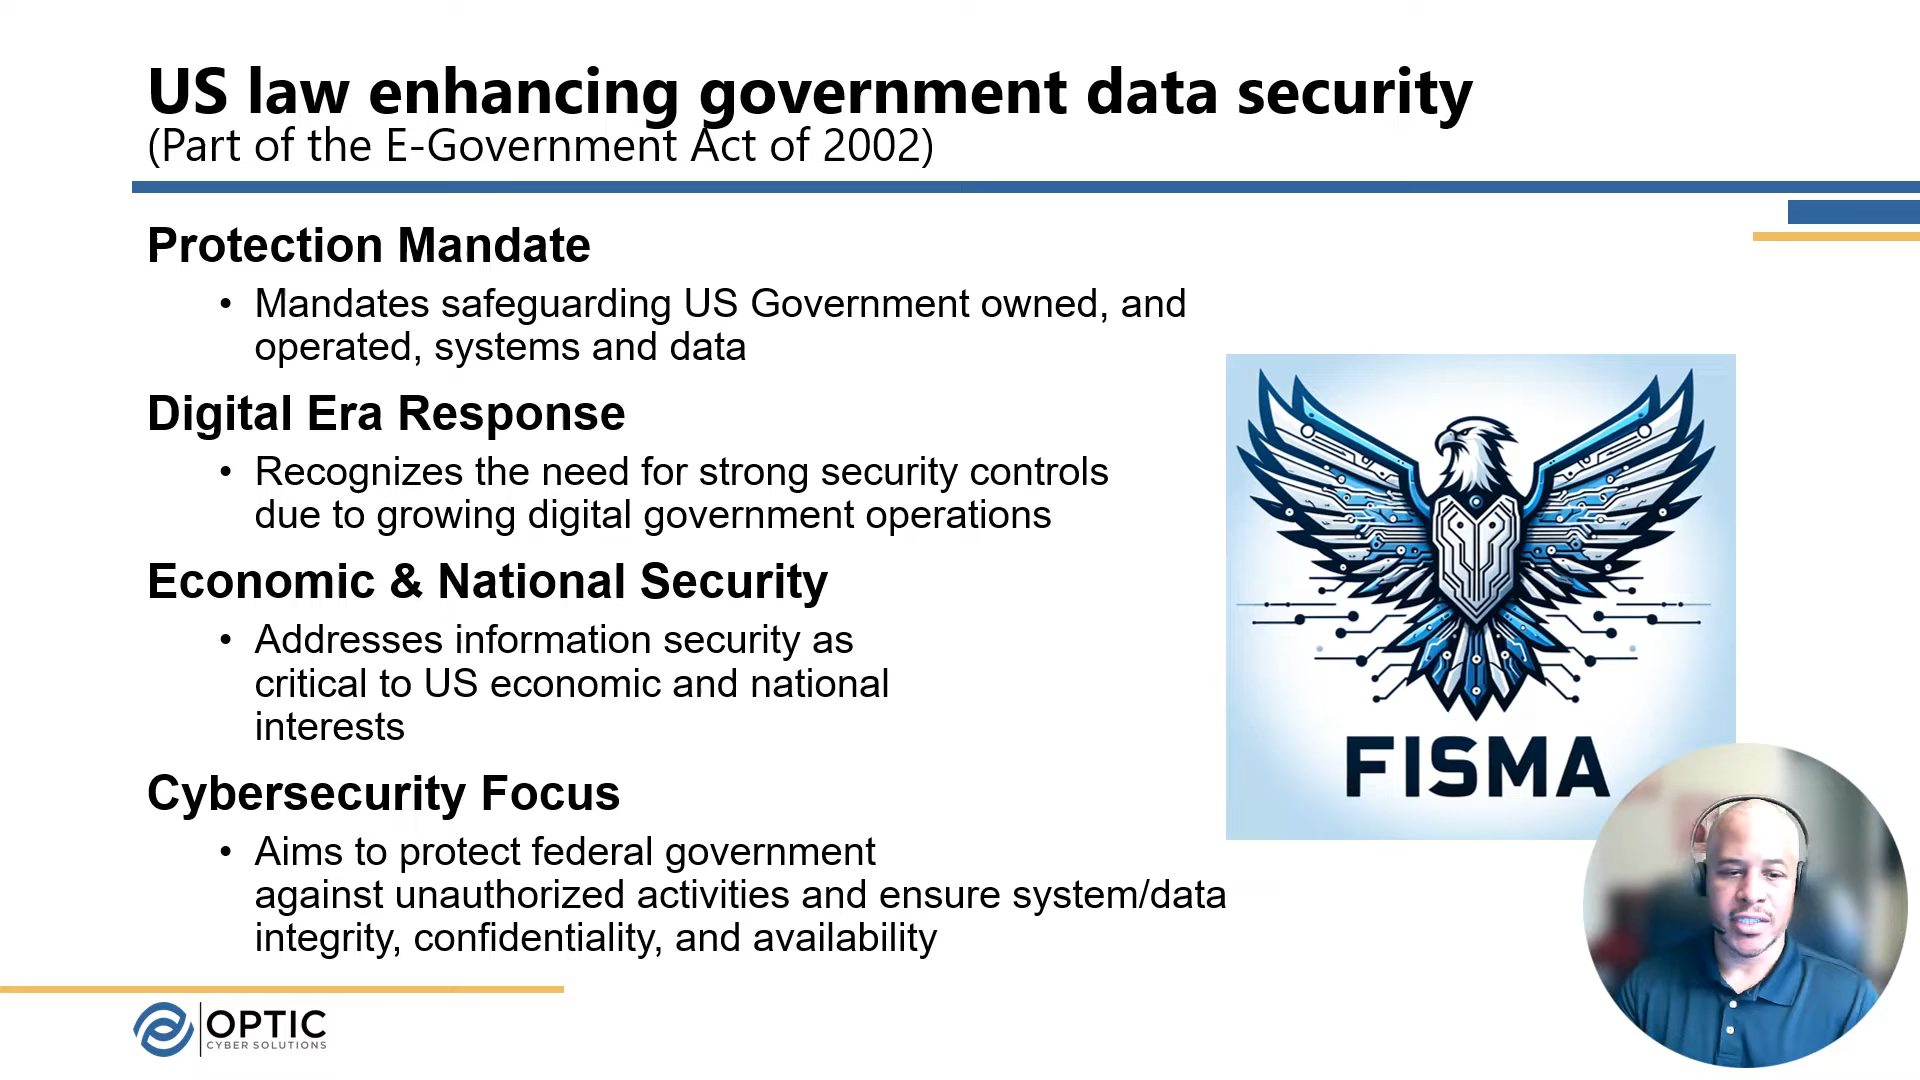 US law enhancing government data security
(Part of the E-Government Act of 2002)
Protection Mandate
• Mandates safeguarding US Government owned, and
operated, systems and data
Digital Era Response
• Recognizes the need for strong security controls
due to growing digital government operations
Economic & National Security
• Addresses information security as
critical to US economic and national
interests
Cybersecurity Focus
• Aims to protect federal government
against unauthorized activities and ensure system/data
integrity, confidentiality, and availability
FISMA
OPTIC
CYBER SOLUTIONS